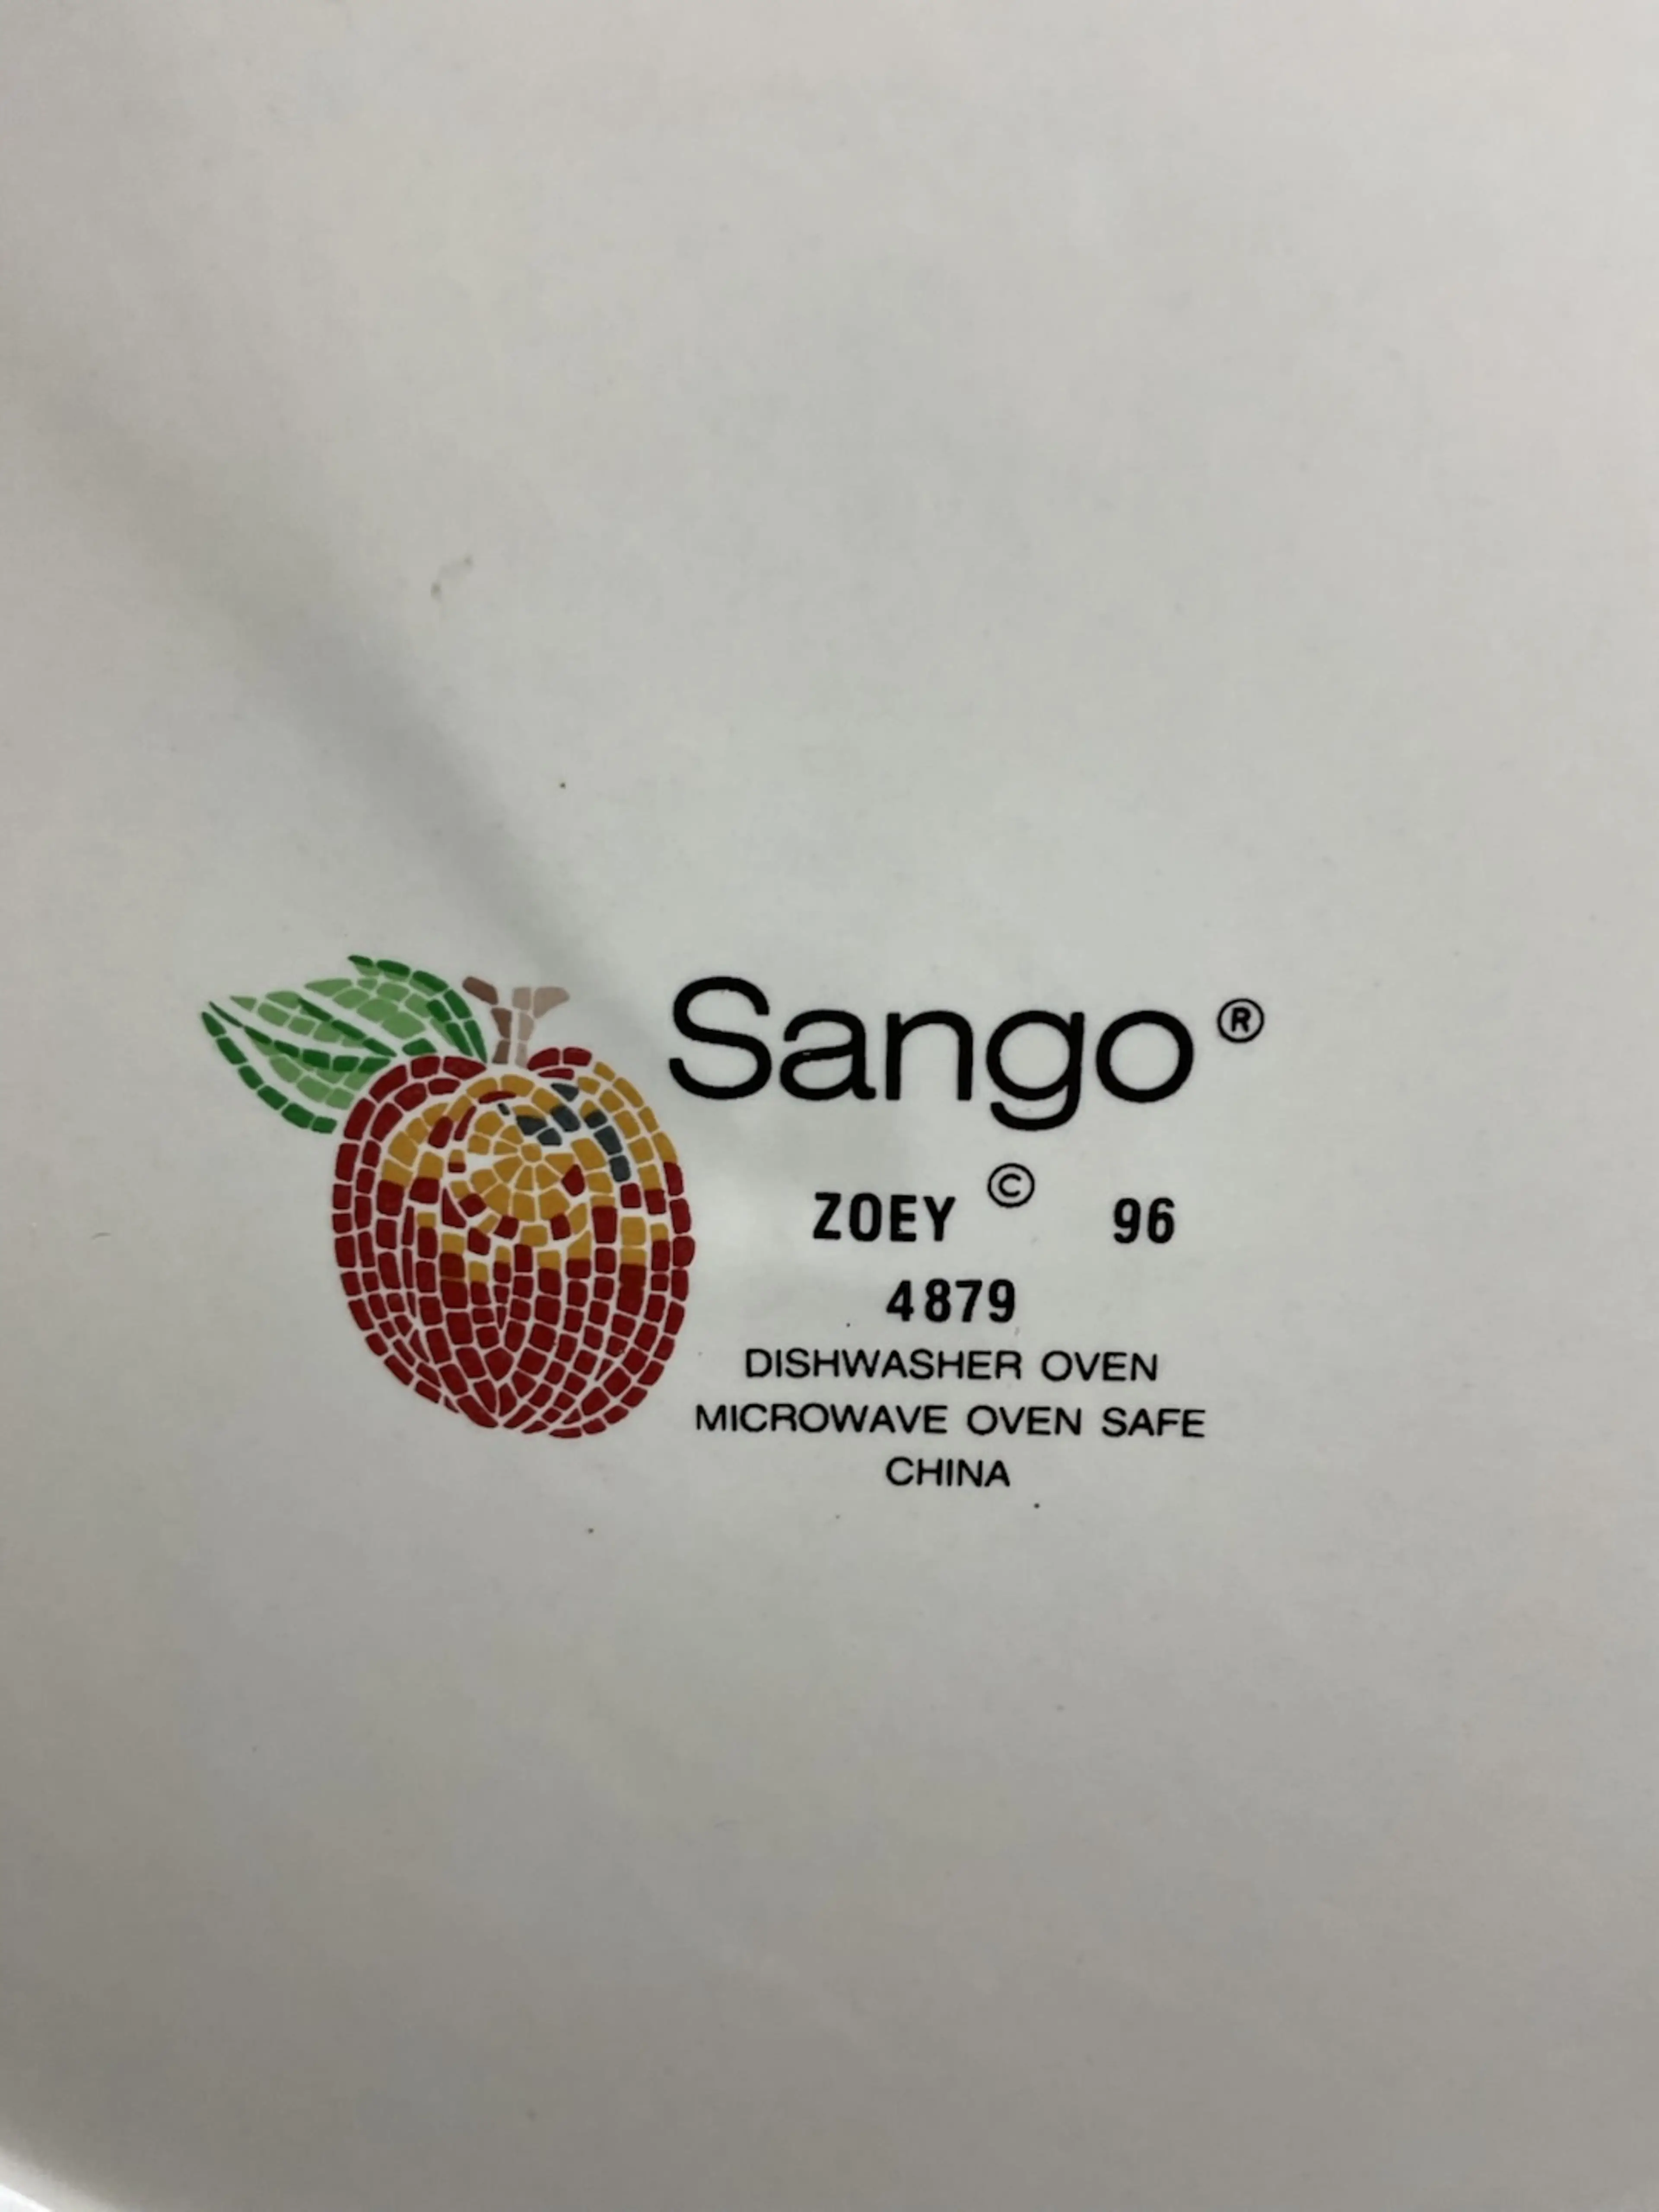 Sango®
ZOEY © 96
4879
DISHWASHER OVEN
MICROWAVE OVEN SAFE
CHINA